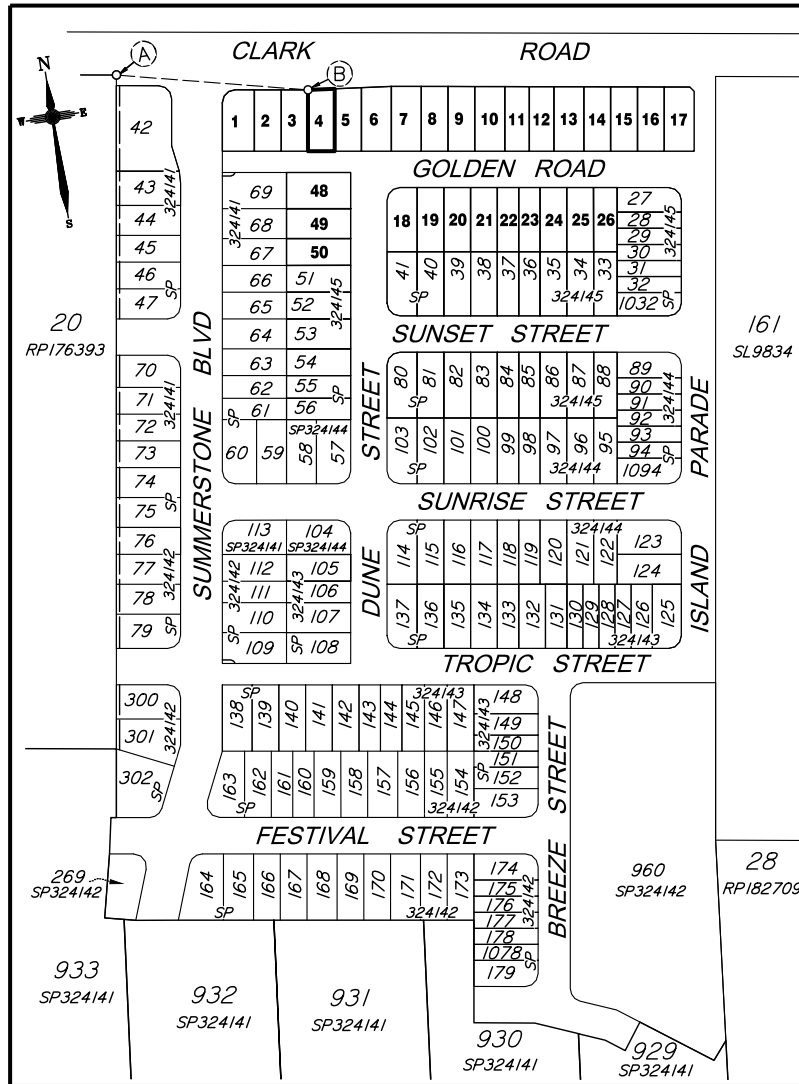 CLARK ROAD
A
B
N
W E
S
1 2 3 4 5 6 7 8 9 10 11 12 13 14 15 16 17
GOLDEN ROAD
42
43
44
45
46
47
324141
SP
20
RP176393
SUMMERSTONE BLVD
69
68
67
66
65
64
63
62
61
60 59
324141
SP
48
49
50
51
52
53
54
55
56
324145
SP
SP324144
58 57
18 19 20 21 22 23 24 25 26
27
28
29
30
31
32
1032
324145
SP
41 40 39 38 37 36 35 34 33
SP
324145
SUNSET STREET
161
SL9834
80 81 82 83 84 85 86 87 88
SP
324145
89
90
91
92
93
94
1094
324144
SP
103 102 101 100 99 98 97 96 95
SP
324144
DUNE STREET
ISLAND PARADE
SUNRISE STREET
70
71
72
73
74
75
76
77
78
79
324141
SP
324142
SP
113
SP324141
112
111
110
109
324142
SP
104
SP324144
105
106
107
108
324143
SP
SP
324144
114 115 116 117 118 119 120 121 122
123
124
137 136 135 134 133 132 131 130 129 128 127 126 125
SP
324143
TROPIC STREET
300
301
302
324142
SP
SP
324143
138 139 140 141 142 143 144 145 146 147
148
149
150
151
152
153
324143
SP
163 162 161 160 159 158 157 156 155 154
SP
324142
FESTIVAL STREET
BREEZE STREET
269
SP324142
164 165 166 167 168 169 170 171 172 173
SP
324142
174
175
176
177
178
1078
179
324142
SP
960
SP324142
28
RP182709
933
SP324141
932
SP324141
931
SP324141
930
SP324141
929
SP324141